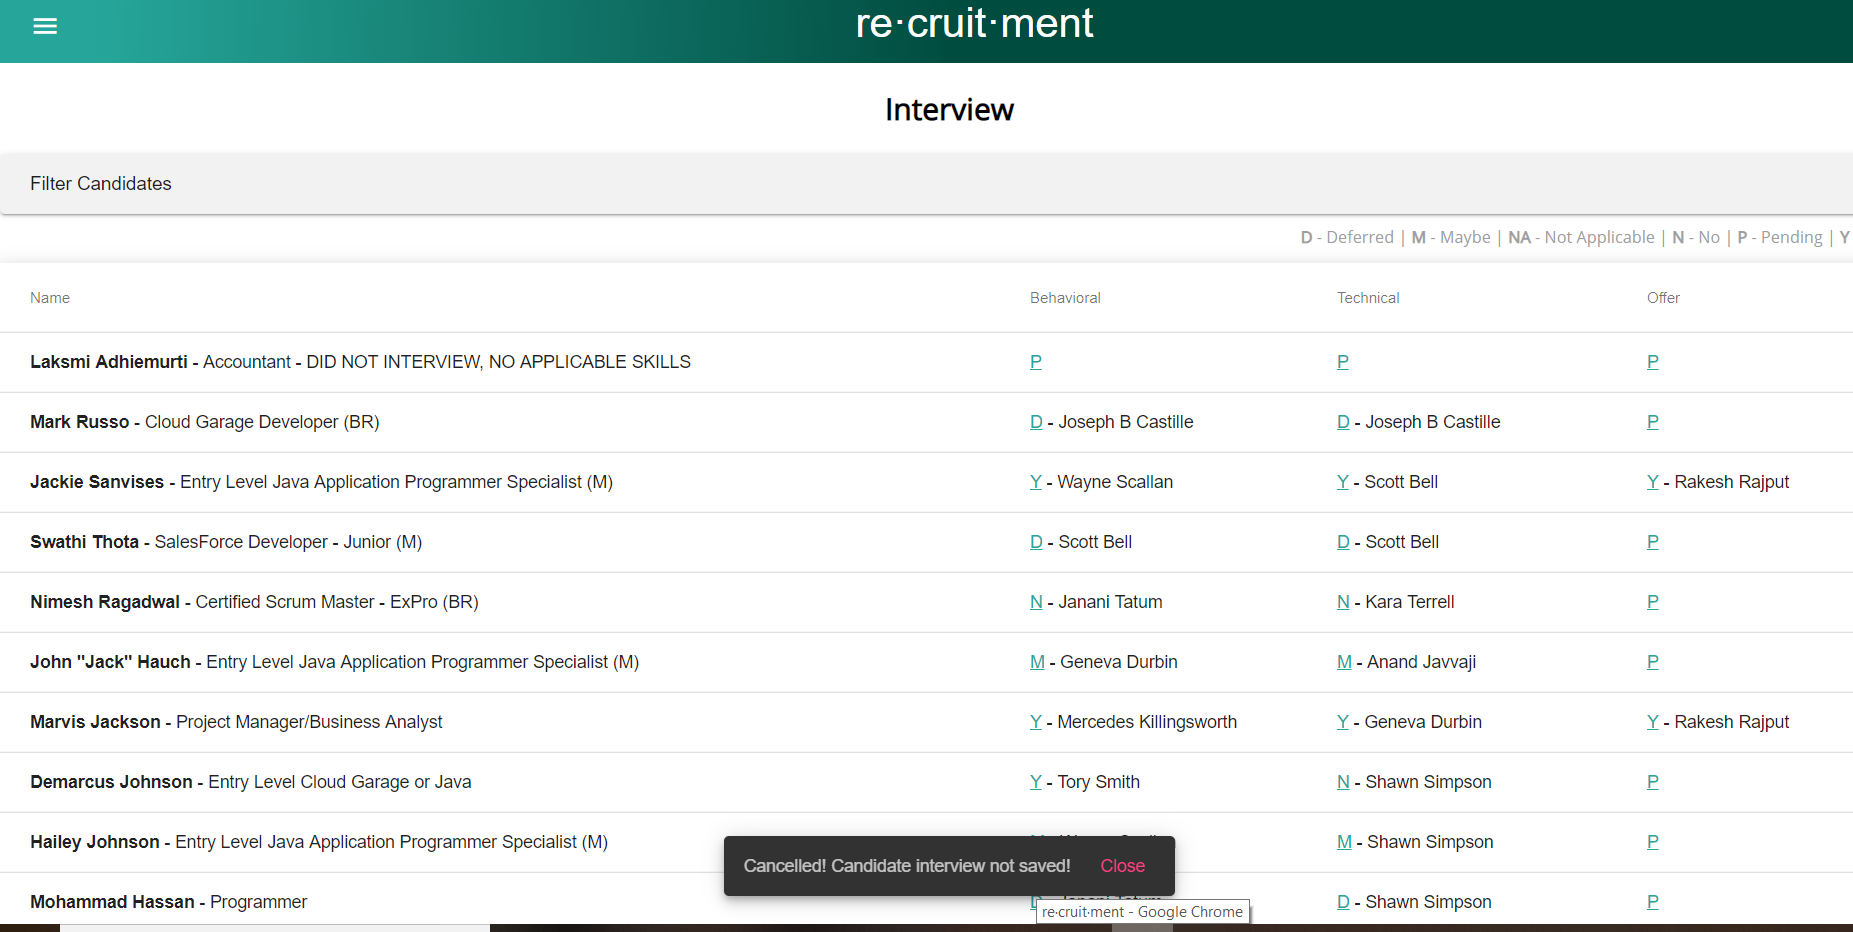 re·cruit·ment
Interview
Filter Candidates
D - Deferred | M - Maybe | NA - Not Applicable | N - No | P - Pending | Y
Name Behavioral Technical Offer
Laksmi Adhiemurti - Accountant - DID NOT INTERVIEW, NO APPLICABLE SKILLS P P P
Mark Russo - Cloud Garage Developer (BR) D - Joseph B Castille D - Joseph B Castille P
Jackie Sanvises - Entry Level Java Application Programmer Specialist (M) Y - Wayne Scallan Y - Scott Bell Y - Rakesh Rajput
Swathi Thota - SalesForce Developer - Junior (M) D - Scott Bell D - Scott Bell P
Nimesh Ragadwal - Certified Scrum Master - ExPro (BR) N - Janani Tatum N - Kara Terrell P
John "Jack" Hauch - Entry Level Java Application Programmer Specialist (M) M - Geneva Durbin M - Anand Javvaji P
Marvis Jackson - Project Manager/Business Analyst Y - Mercedes Killingsworth Y - Geneva Durbin Y - Rakesh Rajput
Demarcus Johnson - Entry Level Cloud Garage or Java Y - Tory Smith N - Shawn Simpson P
Hailey Johnson - Entry Level Java Application Programmer Specialist (M) M - Shawn Simpson P
Cancelled! Candidate interview not saved! Close
Mohammad Hassan - Programmer D - Shawn Simpson P
re·cruit·ment - Google Chrome